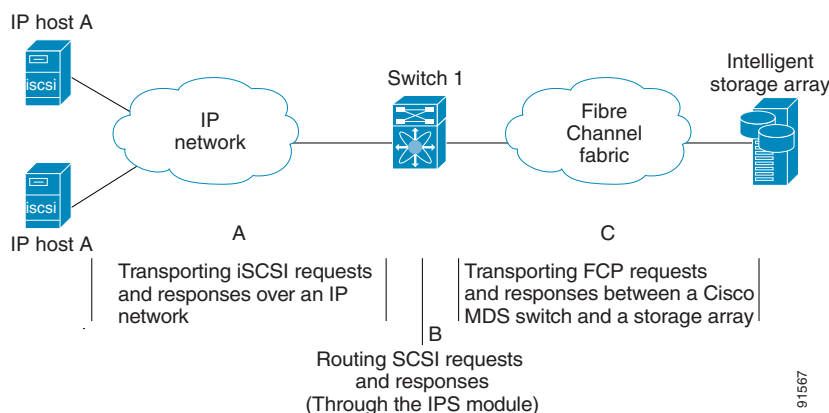 IP host A
iscsi
IP
network
Switch 1
Fibre
Channel
fabric
Intelligent
storage array
iscsi
IP host A
A
Transporting iSCSI requests
and responses over an IP
network
C
Transporting FCP requests
and responses between a Cisco
MDS switch and a storage array
B
Routing SCSI requests
and responses
(Through the IPS module)
91567